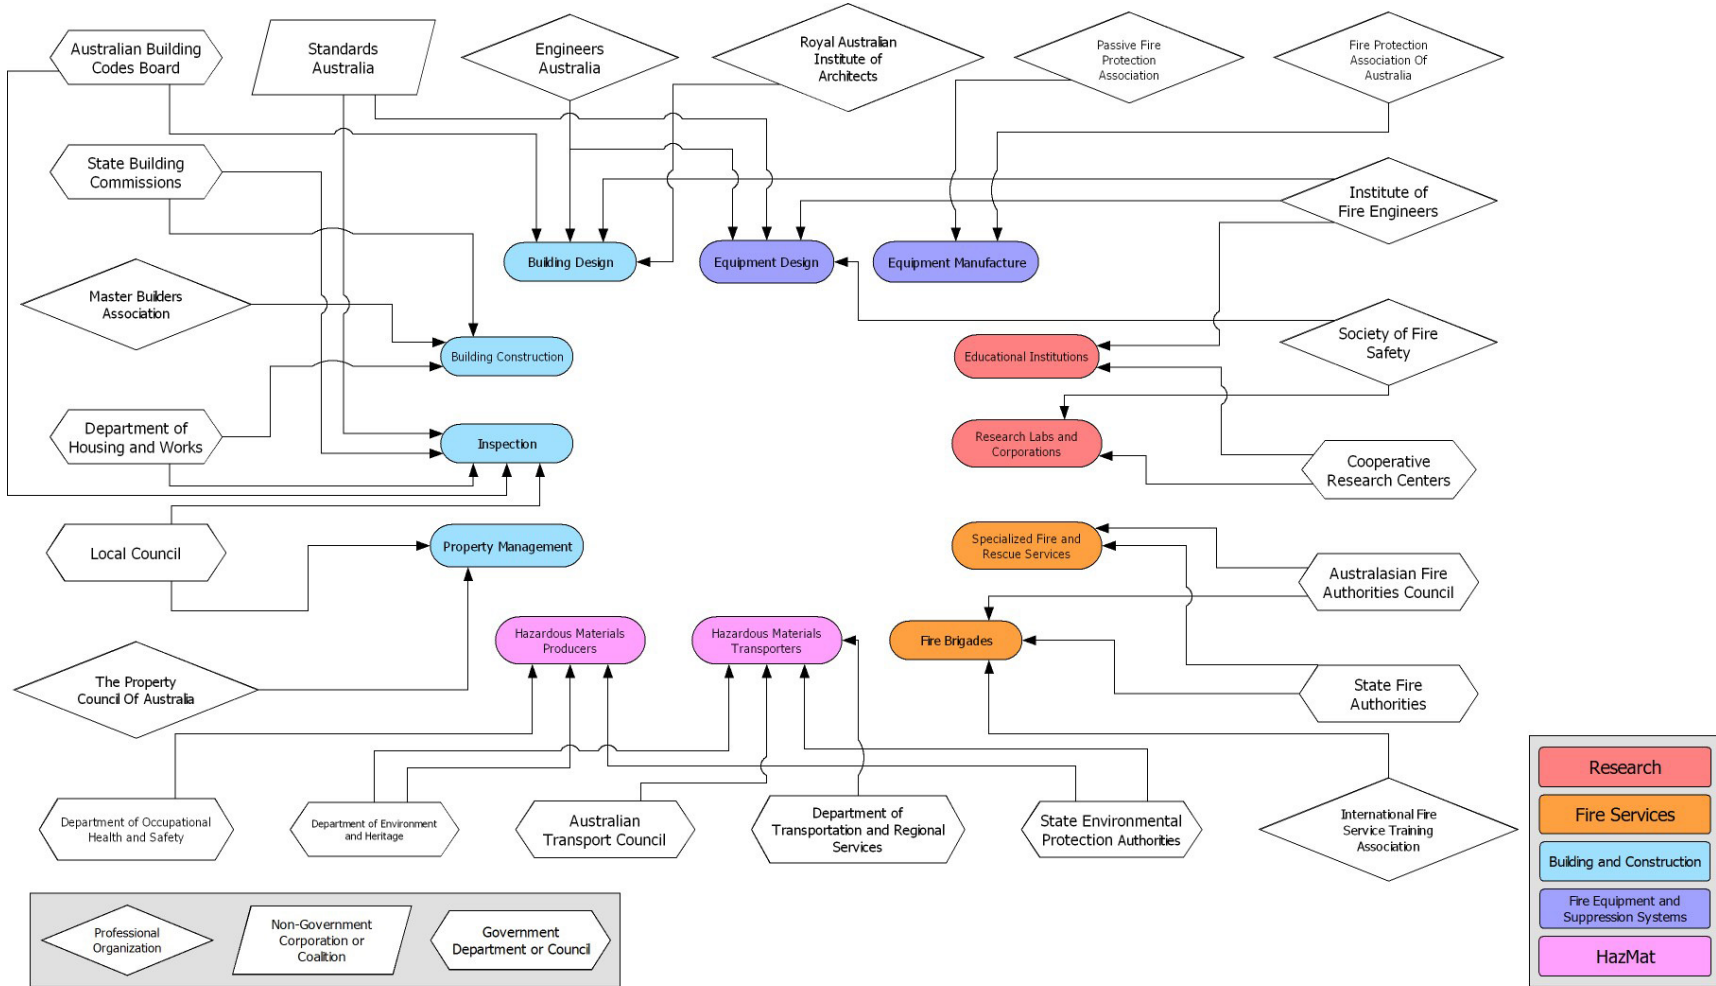 Australian Building
Codes Board
Standards
Australia
Engineers
Australia
Royal Australian
Institute of
Architects
Passive Fire
Protection
Association
Fire Protection
Association Of
Australia
State Building
Commissions
Institute of
Fire Engineers
Building Design
Equipment Design
Equipment Manufacture
Master Builders
Association
Society of Fire
Safety
Building Construction
Educational Institutions
Department of
Housing and Works
Inspection
Research Labs and
Corporations
Cooperative
Research Centers
Local Council
Property Management
Specialized Fire and
Rescue Services
Australasian Fire
Authorities Council
Hazardous Materials
Producers
Hazardous Materials
Transporters
Fire Brigades
The Property
Council Of Australia
State Fire
Authorities
Department of Occupational
Health and Safety
Department of Environment
and Heritage
Australian
Transport Council
Department of
Transportation and Regional
Services
State Environmental
Protection Authorities
International Fire
Service Training
Association
Research
Fire Services
Building and Construction
Fire Equipment and
Suppression Systems
HazMat
Professional
Organization
Non-Government
Corporation or
Coalition
Government
Department or Council